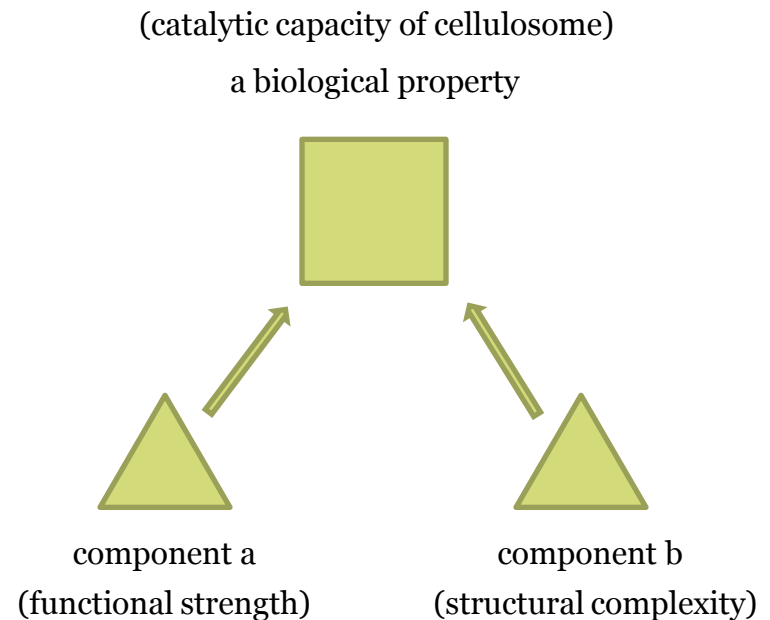 (catalytic capacity of cellulosome)
a biological property
component a
(functional strength)
component b
(structural complexity)